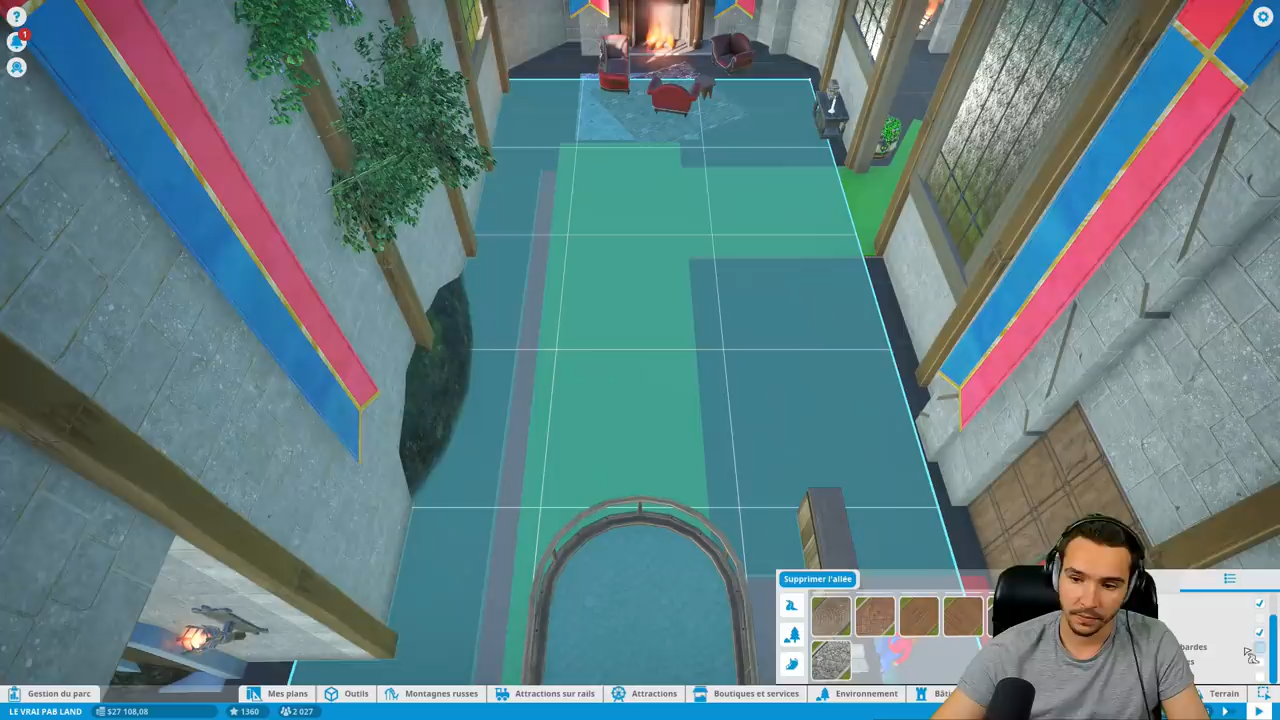 ?
1
Supprimer l'allée
Gestion du parc
Mes plans
Outils
Montagnes russes
Attractions sur rails
Attractions
Boutiques et services
Environnement
Terrain
LE VRAI PAB LAND
$27 108,08
1360
2 027